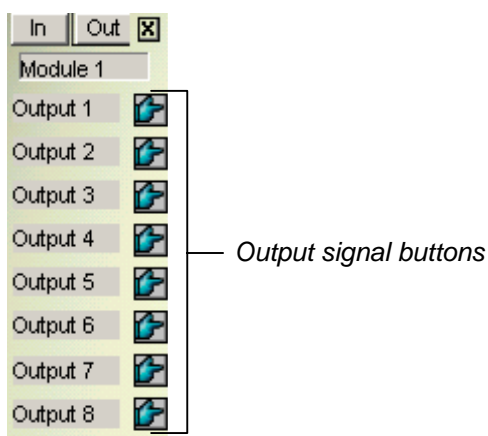 In Out X
Module 1
Output 1
Output 2
Output 3
Output 4
Output signal buttons
Output 5
Output 6
Output 7
Output 8